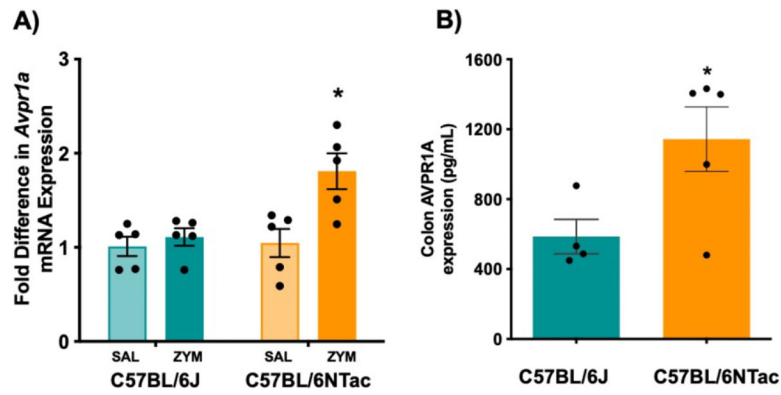 A)
Fold Difference in Avpr1a
mRNA Expression
3
2
1
0
*
SAL ZYM SAL ZYM
C57BL/6J C57BL/6NTac
B)
Colon AVPR1A
expression (pg/mL)
1600
1200
800
400
0
*
C57BL/6J C57BL/6NTac